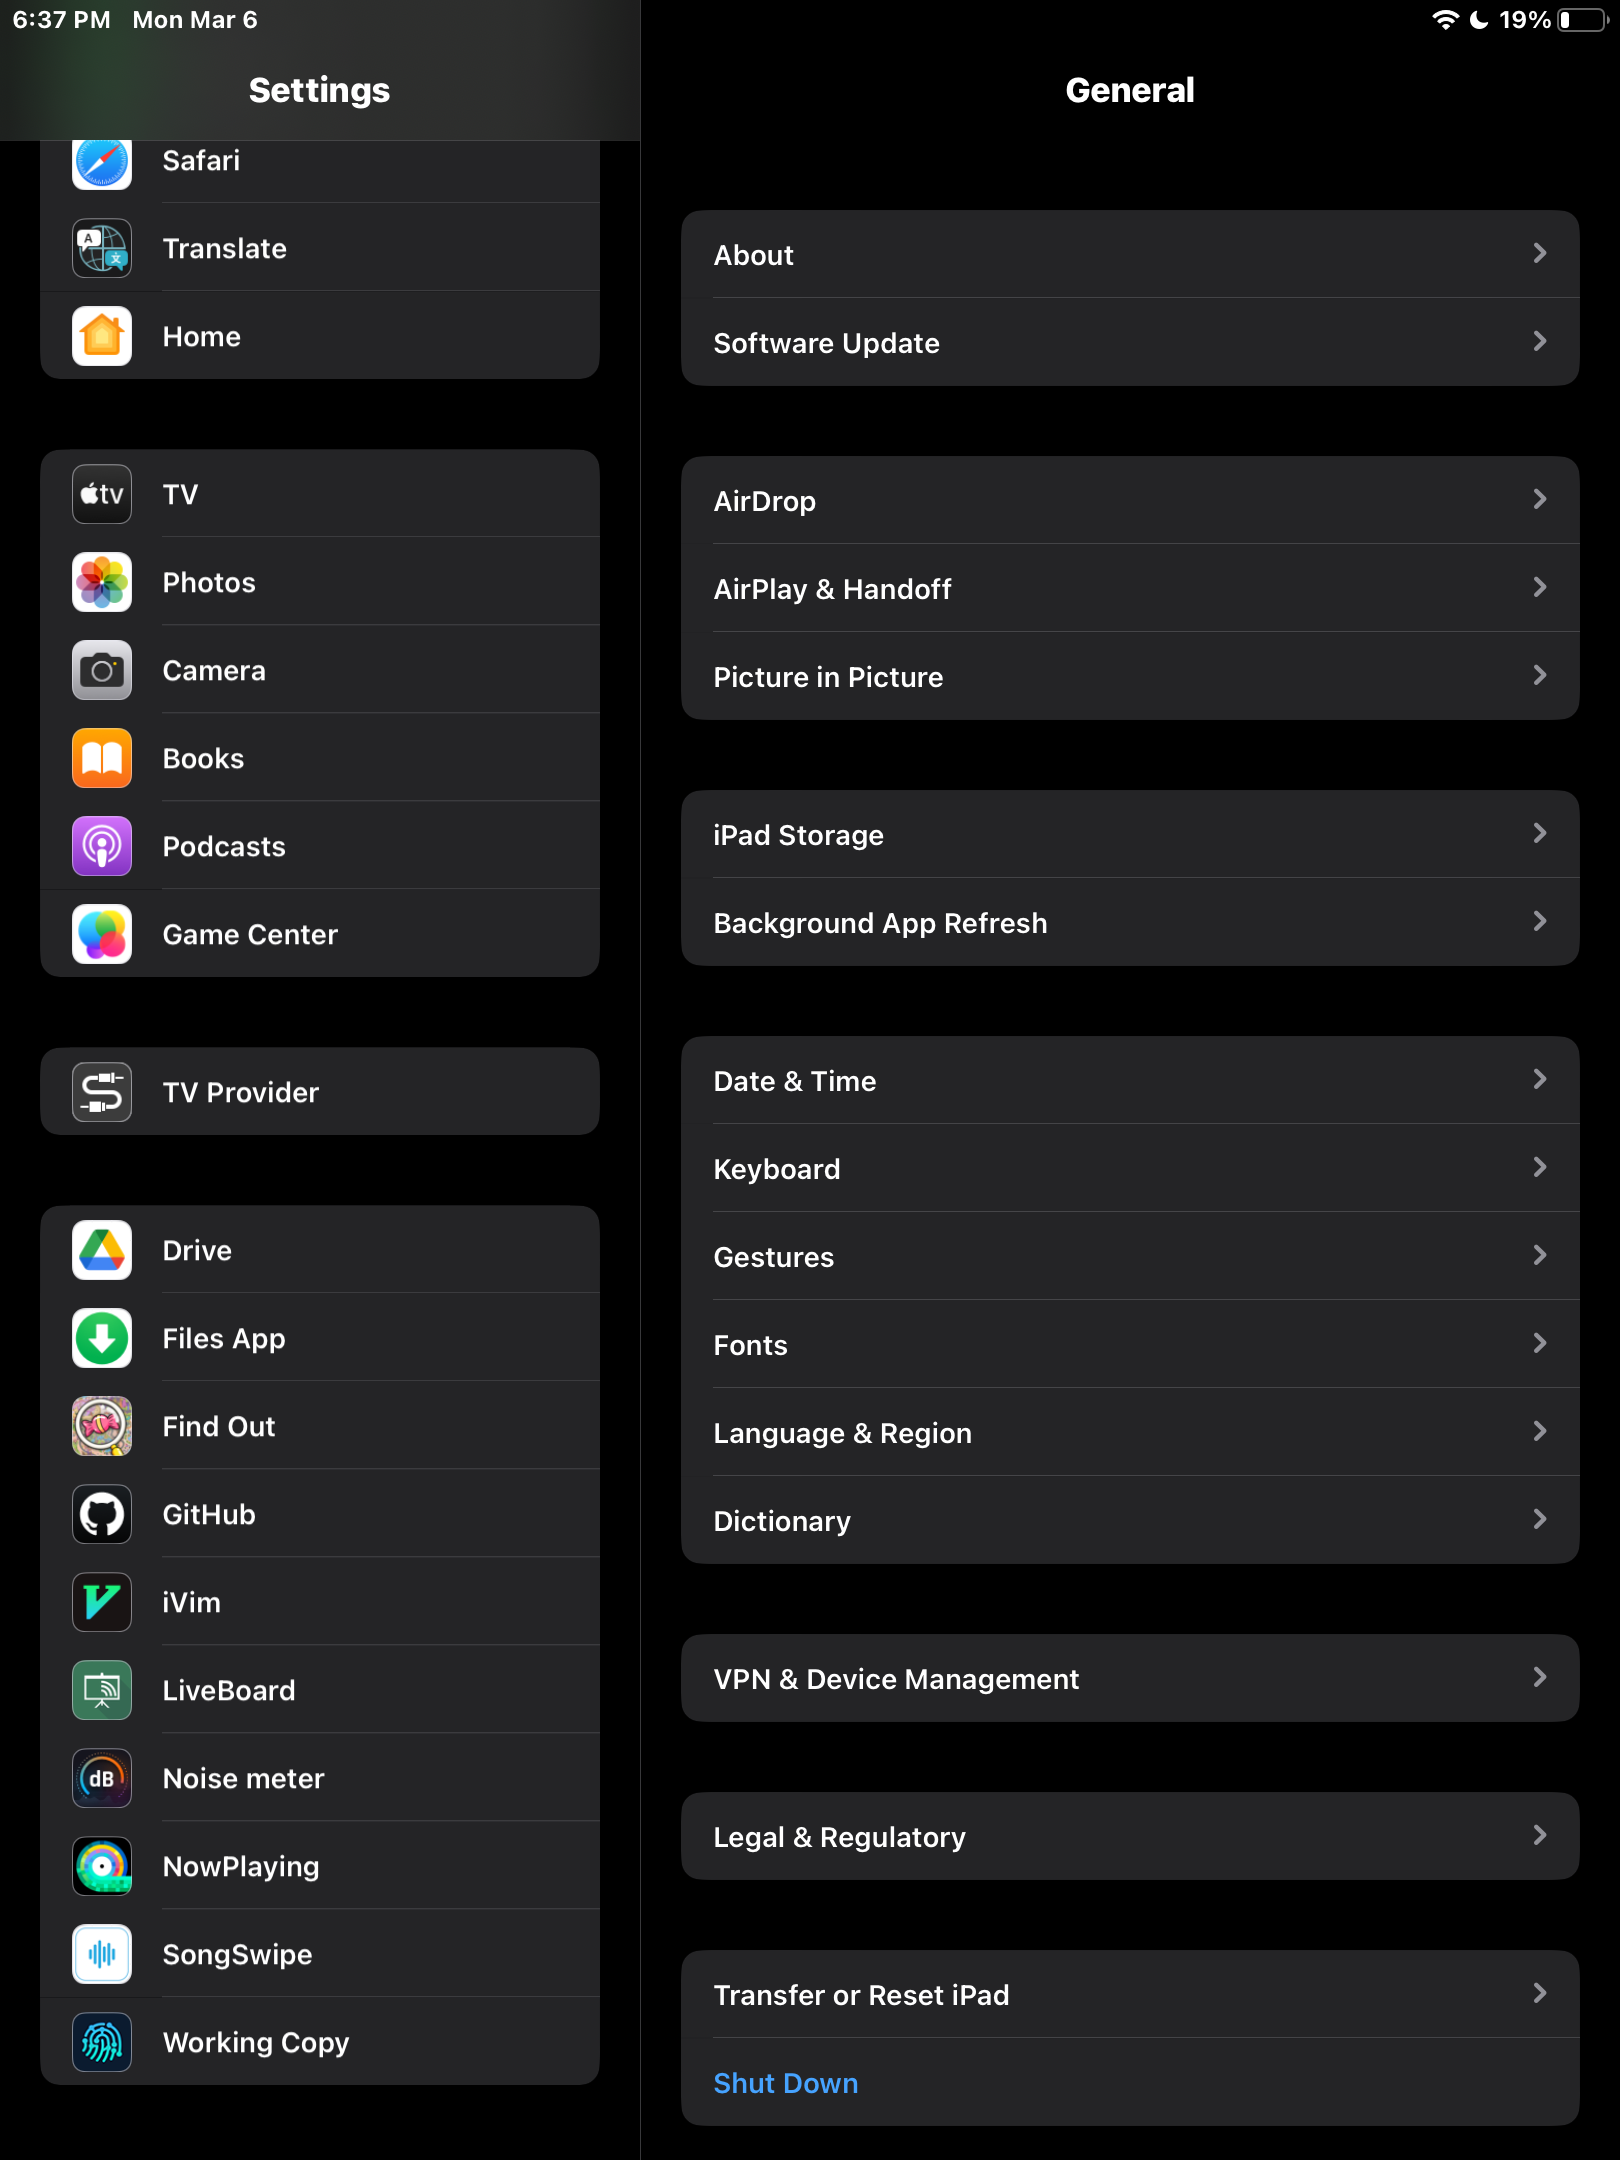 6:37 PM Mon Mar 6
19%
Settings
Safari
A 文
Translate
Home
tv
TV
Photos
Camera
Books
Podcasts
Game Center
TV Provider
Drive
Files App
Find Out
GitHub
iVim
LiveBoard
dB
Noise meter
NowPlaying
SongSwipe
Working Copy
General
About
Software Update
AirDrop
AirPlay & Handoff
Picture in Picture
iPad Storage
Background App Refresh
Date & Time
Keyboard
Gestures
Fonts
Language & Region
Dictionary
VPN & Device Management
Legal & Regulatory
Transfer or Reset iPad
Shut Down